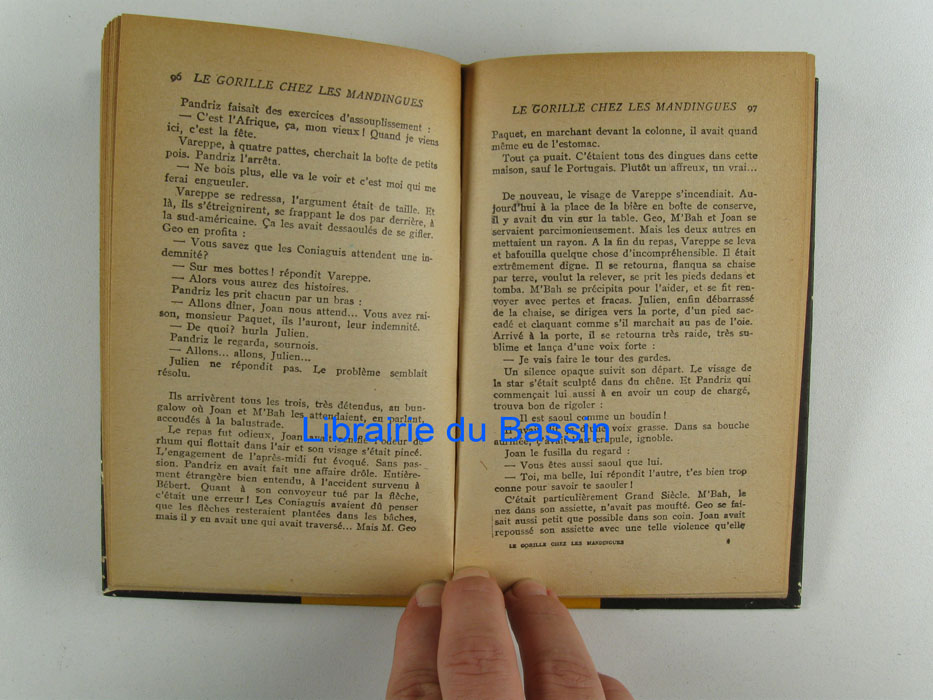 96 LE GORILLE CHEZ LES MANDINGUES
Pandriz faisait des exercices d'assouplissement :
— C'est l'Afrique, ça, mon vieux ! Quand je viens
ici, c'est la fête.
Vareppe, à quatre pattes, cherchait la boîte de petits
pois. Pandriz l'arrêta.
— Ne bois plus, elle va le voir et c'est moi qui me
ferai engueuler.
Vareppe se redressa, l'argument était de taille. Et
là, ils s'étreignirent, se frappant le dos par derrière, à
la sud-américaine. Ça les avait dessaoulés de se gifler.
Geo en profita :
— Vous savez que les Coniaguis attendent une in-
demnité?
— Sur mes bottes ! répondit Vareppe.
— Alors vous aurez des histoires.
Pandriz les prit chacun par un bras :
— Allons dîner, Joan nous attend... Vous avez rai-
son, monsieur Paquet, ils l'auront, leur indemnité.
— De quoi? hurla Julien.
Pandriz le regarda, sournois.
— Allons... allons, Julien...
Julien ne répondit pas. Le problème semblait
résolu.
Ils arrivèrent tous les trois, très détendus, au bun-
galow où Joan et M'Bah les attendaient, en parlant,
accoudés à la balustrade.
Le repas fut odieux, Joan avait reniflé l'odeur de
rhum qui flottait dans l'air et son visage s'était pincé.
L'engagement de l'après-midi fut évoqué. Sans pas-
sion. Pandriz en avait fait une affaire drôle. Entière-
ment étrangère bien entendu, à l'accident survenu à
Bébert. Quant à son convoyeur tué par la flèche,
c'était une erreur ! Les Coniaguis avaient dû penser
que les flèches resteraient plantées dans les bâches,
mais il y en avait une qui avait traversé... Mais M. Geo
LE GORILLE CHEZ LES MANDINGUES 97
Paquet, en marchant devant la colonne, il avait quand
même eu de l'estomac.
Tout ça puait. C'étaient tous des dingues dans cette
maison, sauf le Portugais. Plutôt un affreux, un vrai...
De nouveau, le visage de Vareppe s'incendiait. Au-
jourd'hui à la place de la bière en boîte de conserve,
il y avait du vin sur la table. Geo, M'Bah et Joan se
servaient parcimonieusement. Mais les deux autres en
mettaient un rayon. A la fin du repas, Vareppe se leva
et bafouilla quelque chose d'incompréhensible. Il était
extrêmement digne. Il se retourna, flanqua sa chaise
par terre, voulut la relever, se prit les pieds dedans et
tomba. M'Bah se précipita pour l'aider, et se fit ren-
voyer avec pertes et fracas. Julien, enfin débarrassé
de la chaise, se dirigea vers la porte, d'un pied sac-
cadé et claquant comme s'il marchait au pas de l'oie.
Arrivé à la porte, il se retourna très raide, très su-
blime et lança d'une voix forte :
— Je vais faire le tour des gardes.
Un silence opaque suivit son départ. Le visage de
la star s'était sculpté dans du chêne. Et Pandriz qui
commençait lui aussi à en avoir un coup de chargé,
trouva bon de rigoler :
— Il est saoul comme un boudin !
Il avait dit ça d'une voix grasse. Dans sa bouche
aurifiée, ça avait l'air crapule, ignoble.
Joan le fusilla du regard :
— Vous êtes aussi saoul que lui.
— Toi, ma belle, lui répondit l'autre, t'es bien trop
conne pour savoir te saouler !
C'était particulièrement Grand Siècle. M'Bah, le
nez dans son assiette, n'avait pas moufté. Geo se fai-
sait aussi petit que possible dans son coin. Joan avait
repoussé son assiette avec une telle violence qu'elle
LE GORILLE CHEZ LES MANDINGUES
Librairie du Bassin